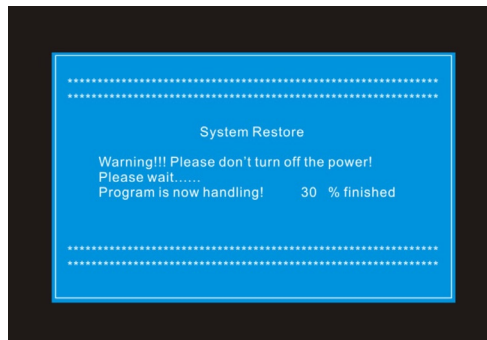 **************************************************************
**************************************************************
System Restore
Warning!!! Please don't turn off the power!
Please wait......
Program is now handling! 30 % finished
**************************************************************
**************************************************************